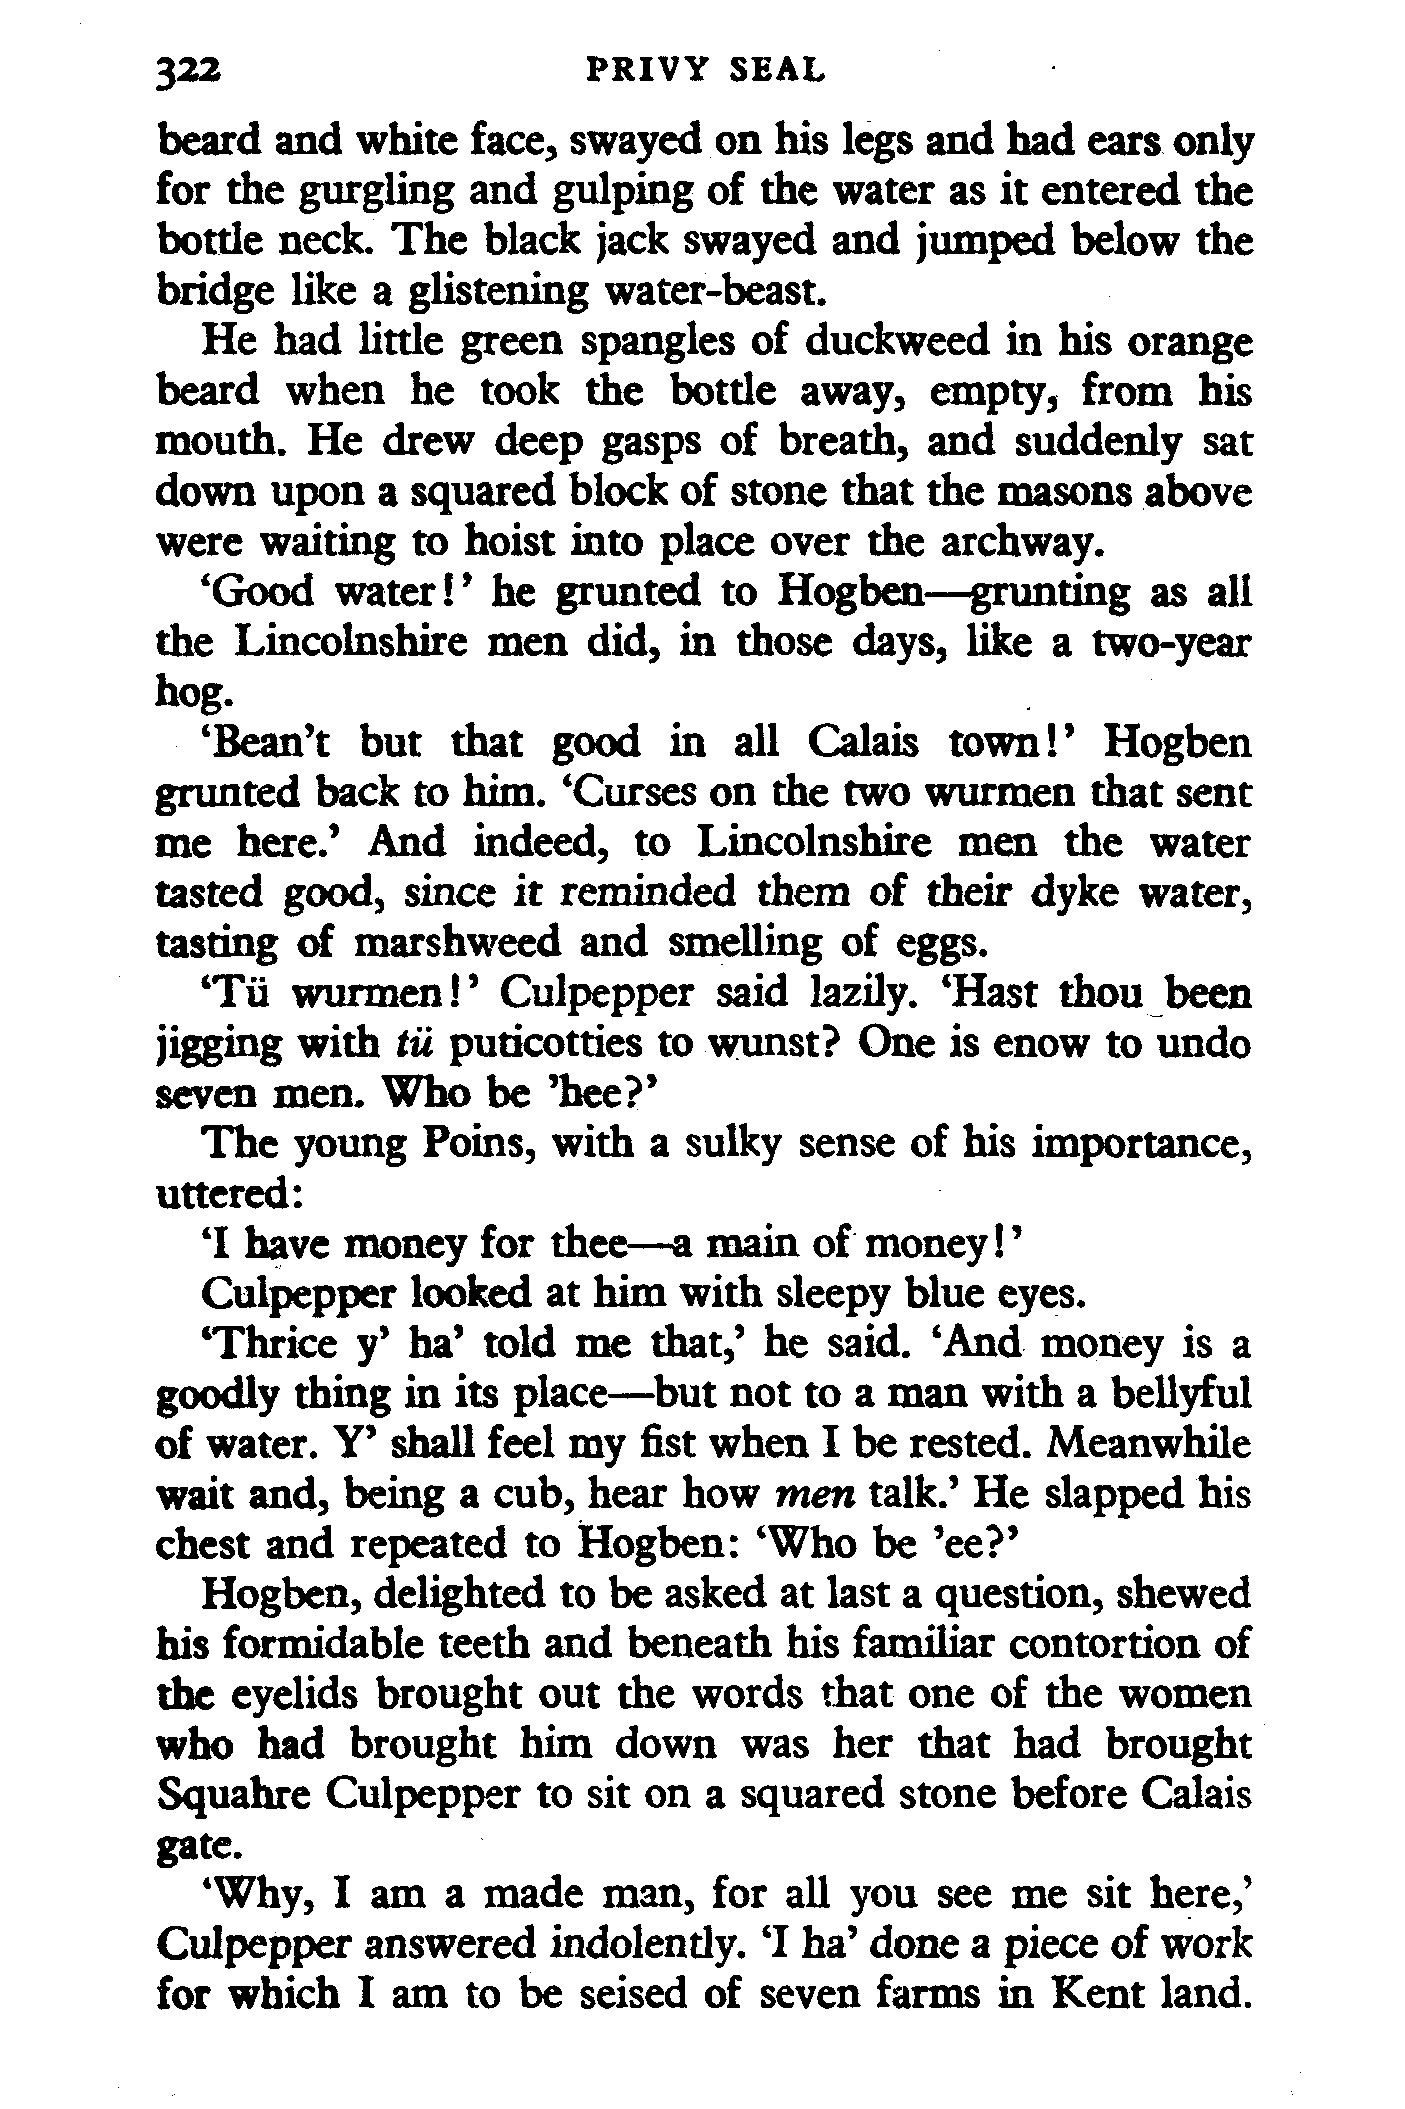 322 PRIVY SEAL
beard and white face, swayed on his legs and had ears only
for the gurgling and gulping of the water as it entered the
bottle neck. The black jack swayed and jumped below the
bridge like a glistening water-beast.
He had little green spangles of duckweed in his orange
beard when he took the bottle away, empty, from his
mouth. He drew deep gasps of breath, and suddenly sat
down upon a squared block of stone that the masons above
were waiting to hoist into place over the archway.
‘Good water!’ he grunted to Hogben—grunting as all
the Lincolnshire men did, in those days, like a two-year
hog.
‘Bean’t but that good in all Calais town!’ Hogben
grunted back to him. ‘Curses on the two wurmen that sent
me here.’ And indeed, to Lincolnshire men the water
tasted good, since it reminded them of their dyke water,
tasting of marshweed and smelling of eggs.
‘Tü wurmen!’ Culpepper said lazily. ‘Hast thou been
jigging with tü puticotties to wunst? One is enow to undo
seven men. Who be ’hee?’
The young Poins, with a sulky sense of his importance,
uttered:
‘I have money for thee—a main of money!’
Culpepper looked at him with sleepy blue eyes.
‘Thrice y’ ha’ told me that,’ he said. ‘And money is a
goodly thing in its place—but not to a man with a bellyful
of water. Y’ shall feel my fist when I be rested. Meanwhile
wait and, being a cub, hear how men talk.’ He slapped his
chest and repeated to Hogben: ‘Who be ’ee?’
Hogben, delighted to be asked at last a question, shewed
his formidable teeth and beneath his familiar contortion of
the eyelids brought out the words that one of the women
who had brought him down was her that had brought
Squahre Culpepper to sit on a squared stone before Calais
gate.
‘Why, I am a made man, for all you see me sit here,’
Culpepper answered indolently. ‘I ha’ done a piece of work
for which I am to be seised of seven farms in Kent land.